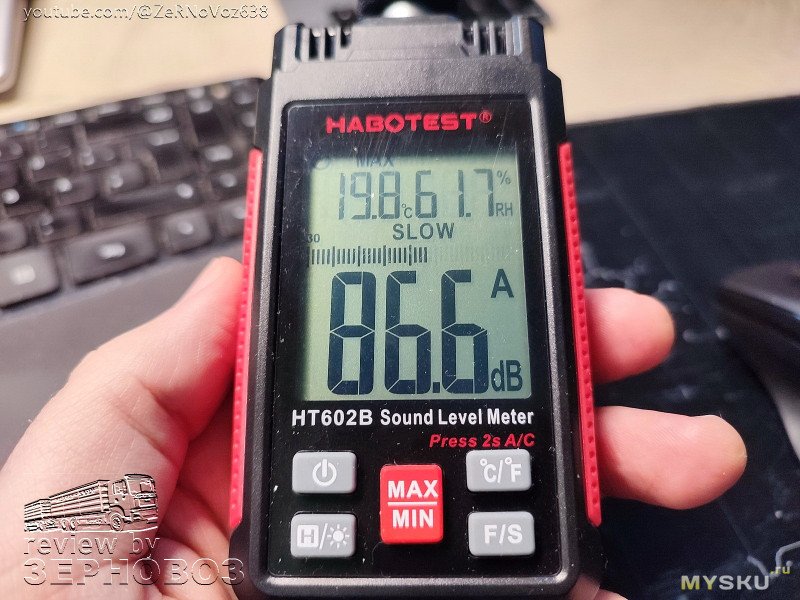 youtube.com/@ZeRNoVoz638
HABOTEST®
MAX
19.8 °C 61.7 % RH
SLOW
30
86.6 A dB
HT602B Sound Level Meter
Press 2s A/C
MAX
MIN
°C/°F
H/
F/S
review by
ЗЕРНОВОЗ
MYSKU.ru